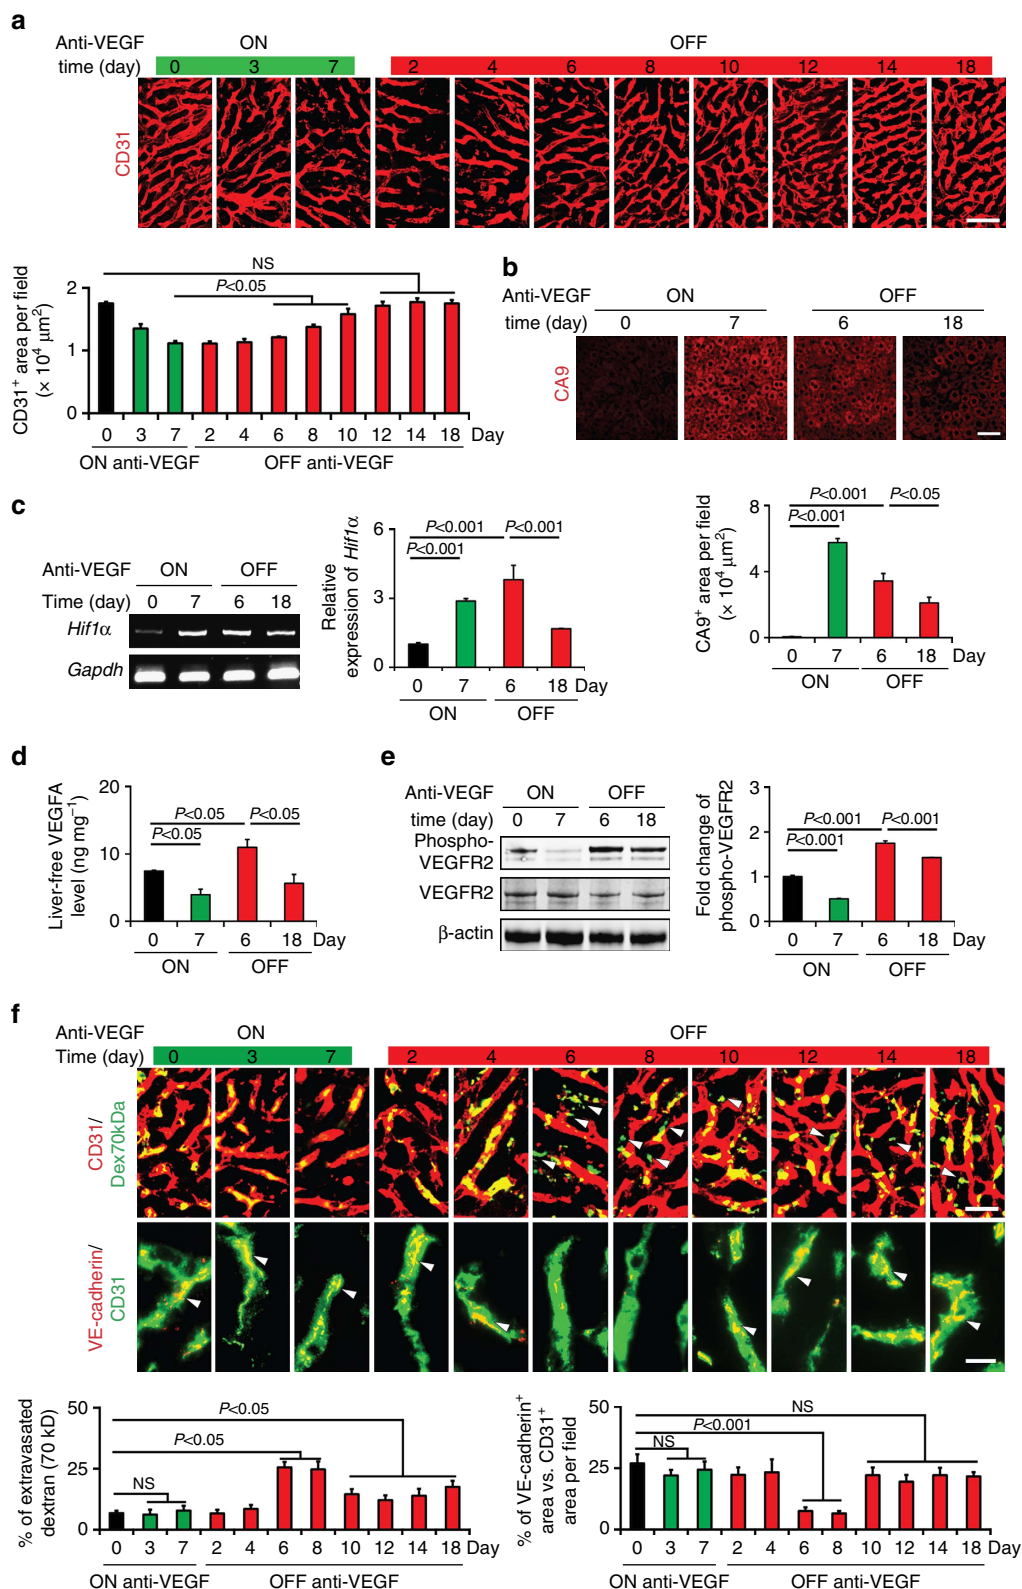 a
Anti-VEGF ON OFF
time (day) 0 3 7 2 4 6 8 10 12 14 18
CD31
CD31⁺ area per field
(× 10⁴ μm²)
NS
P<0.05
2
1
0
0 3 7 2 4 6 8 10 12 14 18 Day
ON anti-VEGF OFF anti-VEGF
b
Anti-VEGF ON OFF
time (day) 0 7 6 18
CA9
CA9⁺ area per field
(× 10⁴ μm²)
8
4
0
P<0.001 P<0.05
P<0.001
0 7 6 18 Day
ON OFF
c
Anti-VEGF ON OFF
Time (day) 0 7 6 18
Hif1α
Gapdh
Relative
expression of Hif1α
6
3
0
P<0.001 P<0.001
P<0.001
0 7 6 18 Day
ON OFF
d
Liver-free VEGFA
level (ng mg⁻¹)
20
10
0
P<0.05 P<0.05
P<0.05
0 7 6 18 Day
ON OFF
e
Anti-VEGF ON OFF
time (day) 0 7 6 18
Phospho-
VEGFR2
VEGFR2
β-actin
Fold change of
phospho-VEGFR2
3
2
1
0
P<0.001 P<0.001
P<0.001
0 7 6 18 Day
ON OFF
f
Anti-VEGF ON OFF
Time (day) 0 3 7 2 4 6 8 10 12 14 18
CD31/
Dex70kDa
VE-cadherin/
CD31
% of extravasated
dextran (70 kD)
50
25
0
P<0.05
P<0.05
NS
0 3 7 2 4 6 8 10 12 14 18 Day
ON anti-VEGF OFF anti-VEGF
% of VE-cadherin⁺
area vs. CD31⁺
area per field
50
25
0
NS
P<0.001
NS
0 3 7 2 4 6 8 10 12 14 18 Day
ON anti-VEGF OFF anti-VEGF